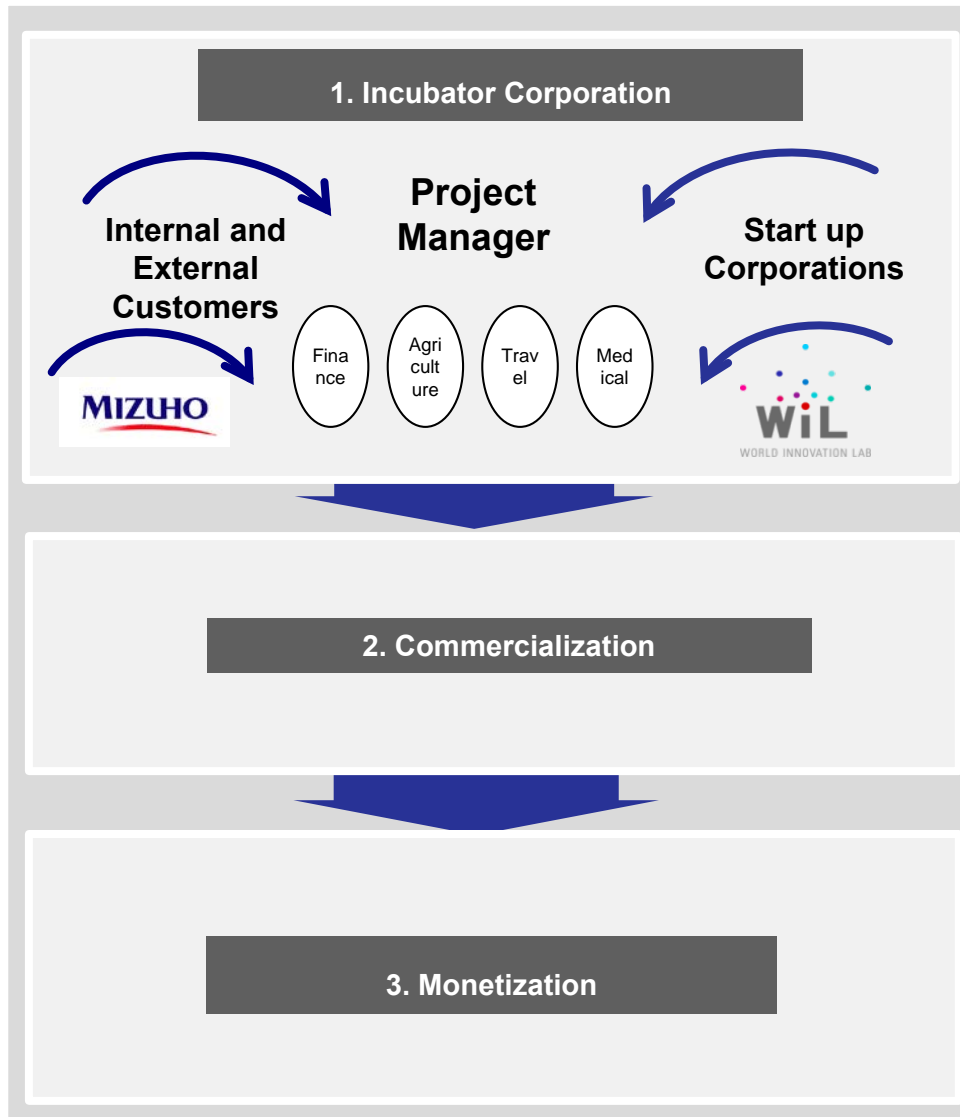 1. Incubator Corporation
Project
Manager
Internal and
External
Customers
Start up
Corporations
Fina
nce
Agri
cult
ure
Trav
el
Med
ical
MIZUHO
WiL
WORLD INNOVATION LAB
2. Commercialization
3. Monetization